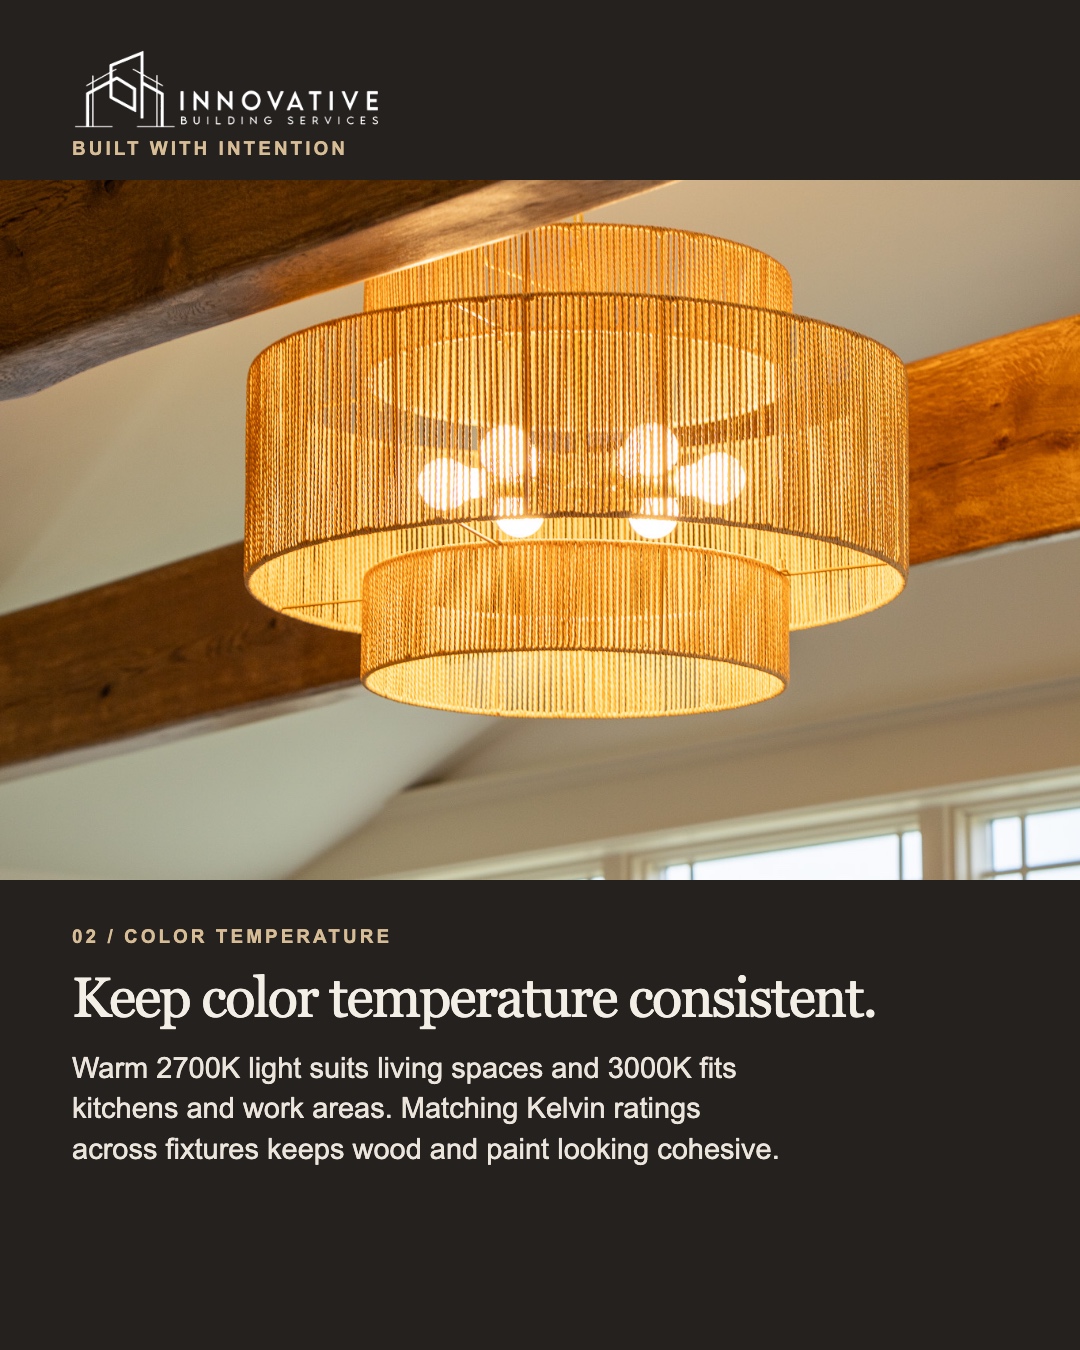 INNOVATIVE
BUILDING SERVICES
BUILT WITH INTENTION
02 / COLOR TEMPERATURE
Keep color temperature consistent.
Warm 2700K light suits living spaces and 3000K fits
kitchens and work areas. Matching Kelvin ratings
across fixtures keeps wood and paint looking cohesive.